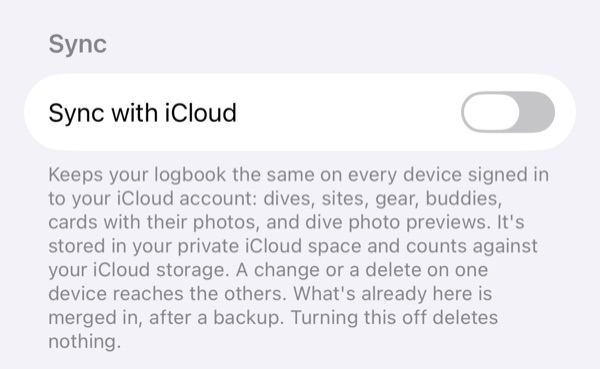 Sync
Sync with iCloud
Keeps your logbook the same on every device signed in
to your iCloud account: dives, sites, gear, buddies,
cards with their photos, and dive photo previews. It's
stored in your private iCloud space and counts against
your iCloud storage. A change or a delete on one
device reaches the others. What's already here is
merged in, after a backup. Turning this off deletes
nothing.